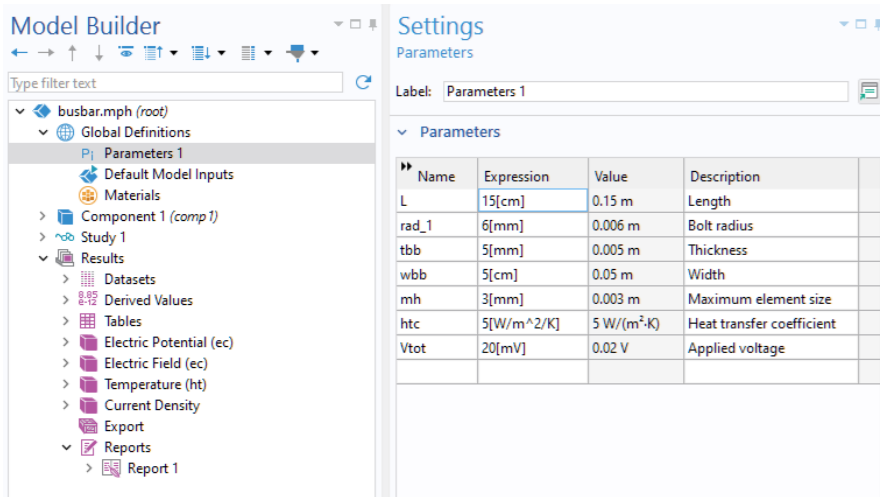 Model Builder
Type filter text
busbar.mph (root)
Global Definitions
Pi Parameters 1
Default Model Inputs
Materials
Component 1 (comp1)
Study 1
Results
Datasets
8.85 e-12 Derived Values
Tables
Electric Potential (ec)
Electric Field (ec)
Temperature (ht)
Current Density
Export
Reports
Report 1
Settings
Parameters
Label: Parameters 1
Parameters
Name Expression Value Description
L 15[cm] 0.15 m Length
rad_1 6[mm] 0.006 m Bolt radius
tbb 5[mm] 0.005 m Thickness
wbb 5[cm] 0.05 m Width
mh 3[mm] 0.003 m Maximum element size
htc 5[W/m^2/K] 5 W/(m²·K) Heat transfer coefficient
Vtot 20[mV] 0.02 V Applied voltage